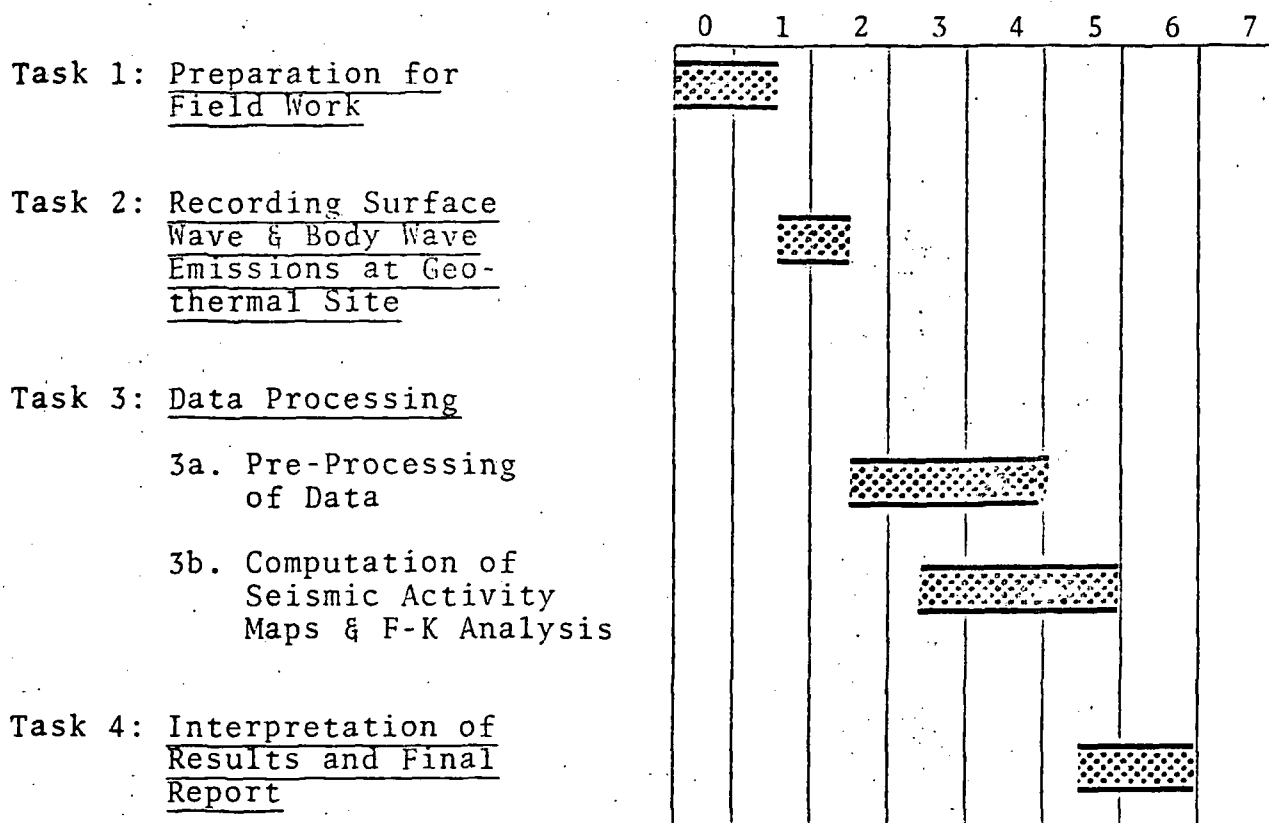 0 1 2 3 4 5 6 7
Task 1: Preparation for
Field Work
Task 2: Recording Surface
Wave & Body Wave
Emissions at Geo-
thermal Site
Task 3: Data Processing
3a. Pre-Processing
of Data
3b. Computation of
Seismic Activity
Maps & F-K Analysis
Task 4: Interpretation of
Results and Final
Report